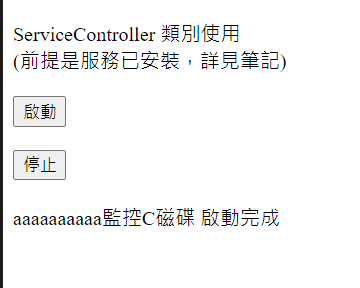 ServiceController 類別使用
(前提是服務已安裝，詳見筆記)
啟動
停止
aaaaaaaaaa監控C磁碟 啟動完成